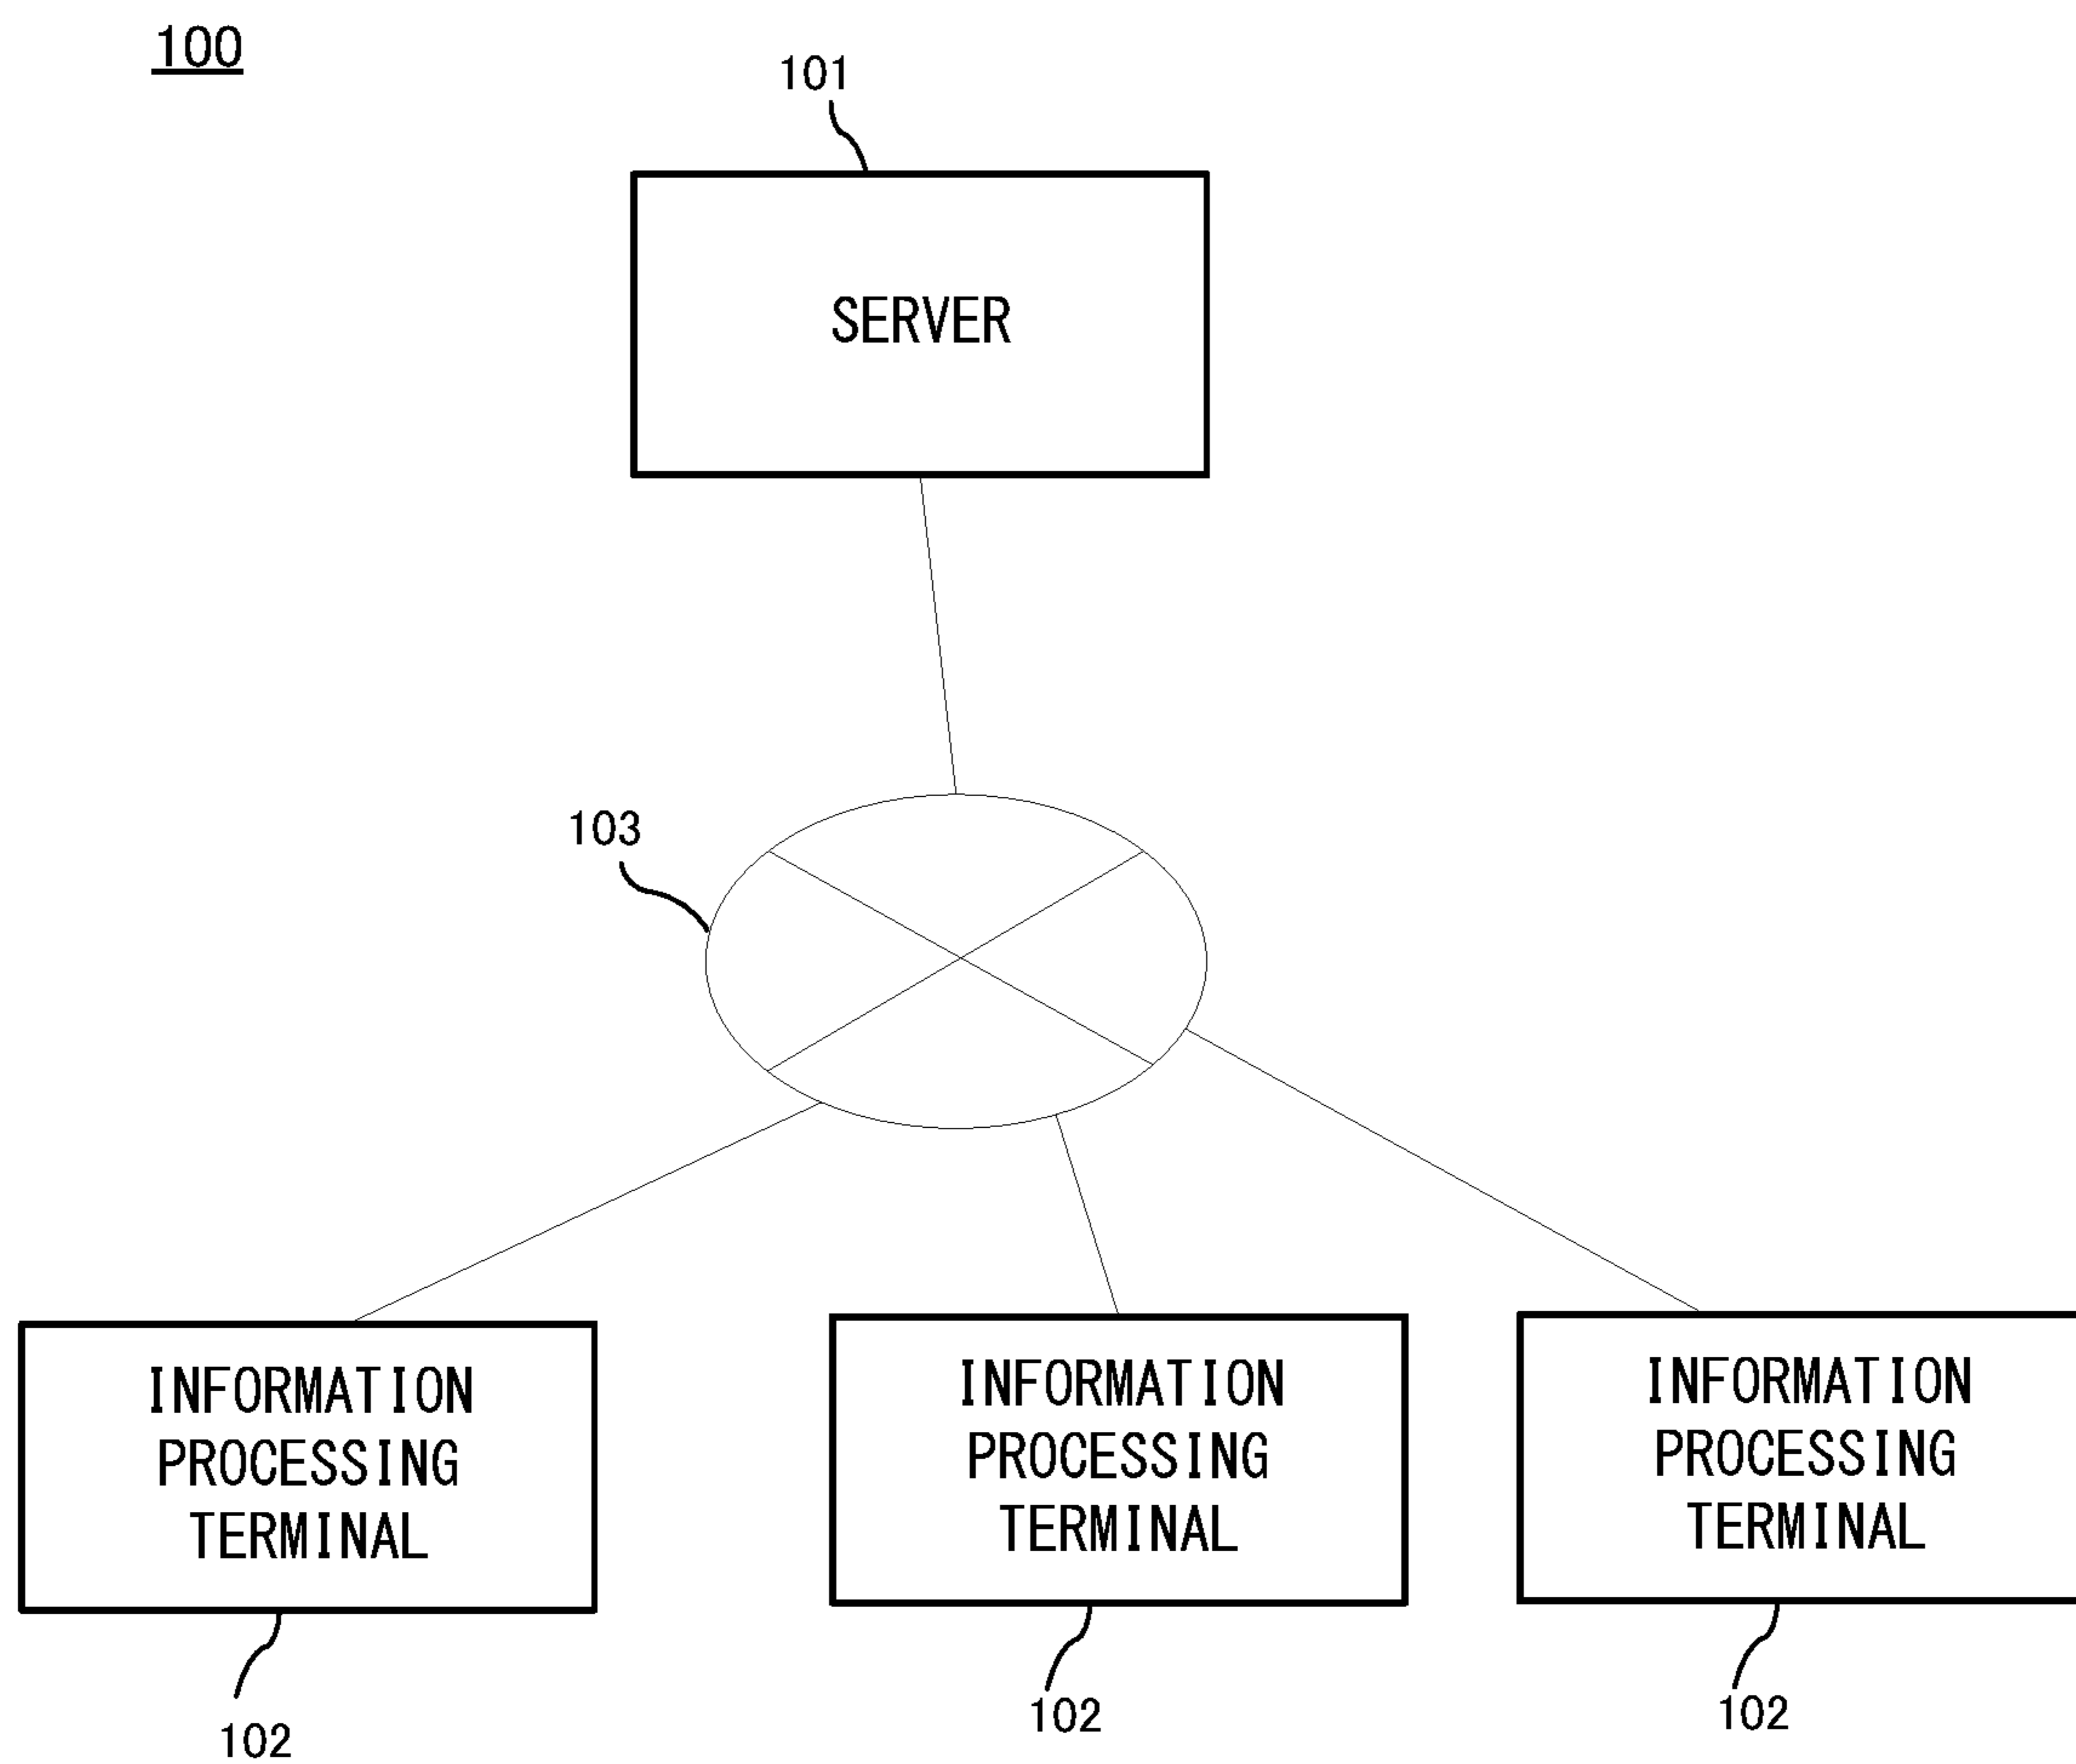 100
101
SERVER
103
INFORMATION
PROCESSING
TERMINAL
INFORMATION
PROCESSING
TERMINAL
INFORMATION
PROCESSING
TERMINAL
102
102
102